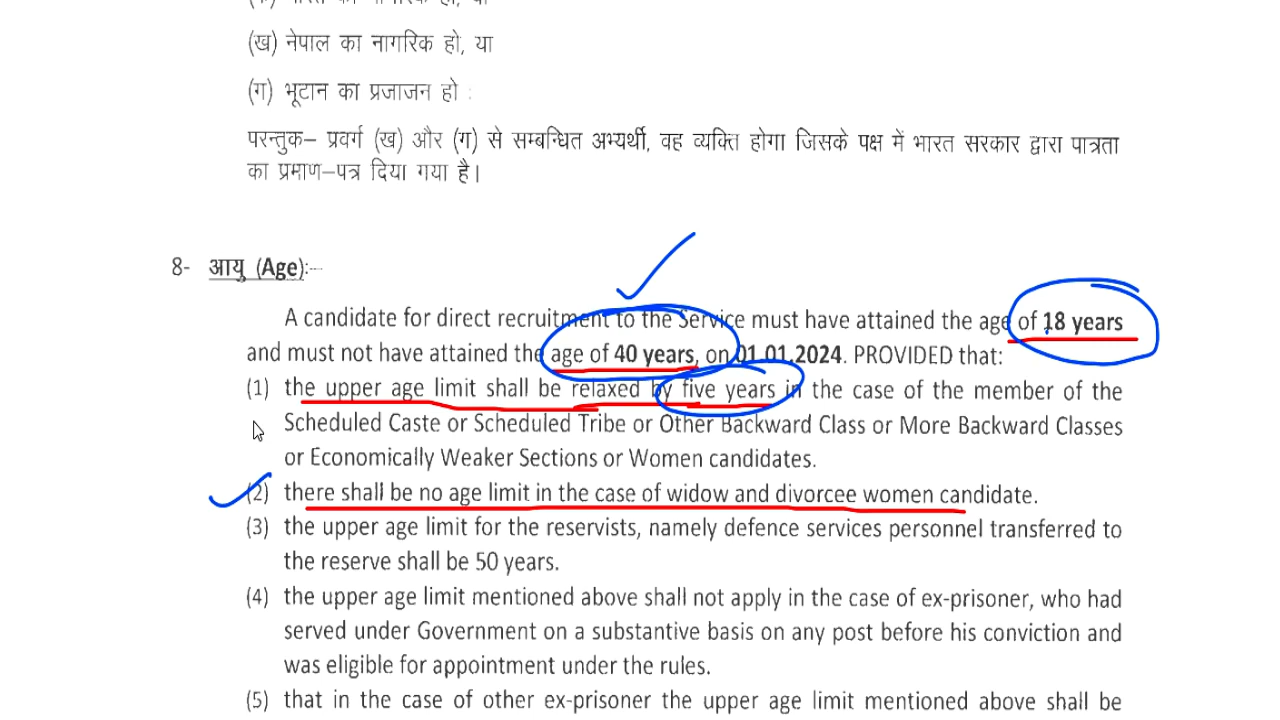 (ख) नेपाल का नागरिक हो, या
(ग) भूटान का प्रजाजन हो :
परन्तुक– प्रवर्ग (ख) और (ग) से सम्बन्धित अभ्यर्थी, वह व्यक्ति होगा जिसके पक्ष में भारत सरकार द्वारा पात्रता
का प्रमाण–पत्र दिया गया है।
8- आयु (Age):-
A candidate for direct recruitment to the Service must have attained the age of 18 years
and must not have attained the age of 40 years, on 01.01.2024. PROVIDED that:
(1) the upper age limit shall be relaxed by five years in the case of the member of the
Scheduled Caste or Scheduled Tribe or Other Backward Class or More Backward Classes
or Economically Weaker Sections or Women candidates.
(2) there shall be no age limit in the case of widow and divorcee women candidate.
(3) the upper age limit for the reservists, namely defence services personnel transferred to
the reserve shall be 50 years.
(4) the upper age limit mentioned above shall not apply in the case of ex-prisoner, who had
served under Government on a substantive basis on any post before his conviction and
was eligible for appointment under the rules.
(5) that in the case of other ex-prisoner the upper age limit mentioned above shall be